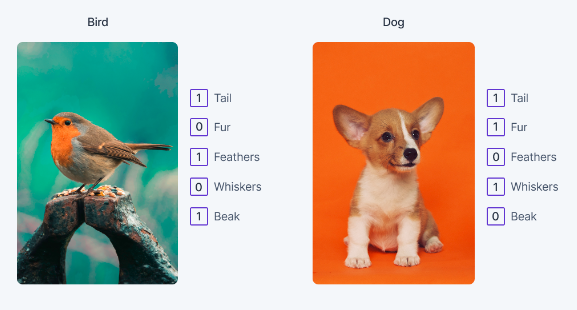 Bird
1 Tail
0 Fur
1 Feathers
0 Whiskers
1 Beak
Dog
1 Tail
1 Fur
0 Feathers
1 Whiskers
0 Beak